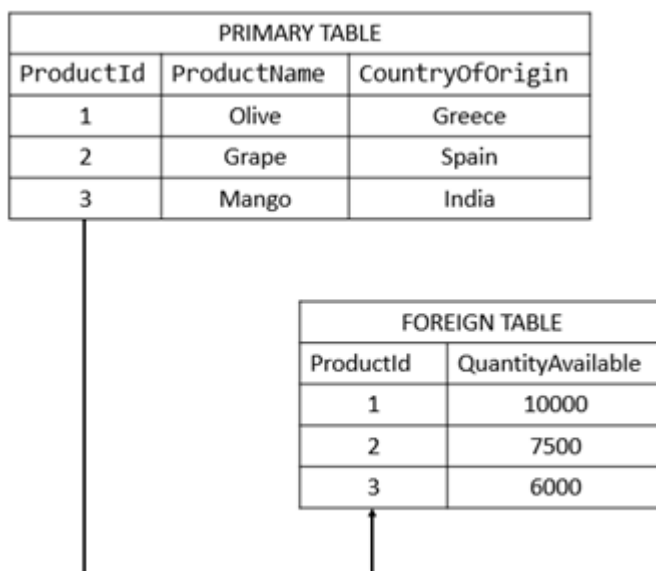 PRIMARY TABLE
ProductId ProductName CountryOfOrigin
1 Olive Greece
2 Grape Spain
3 Mango India
FOREIGN TABLE
ProductId QuantityAvailable
1 10000
2 7500
3 6000